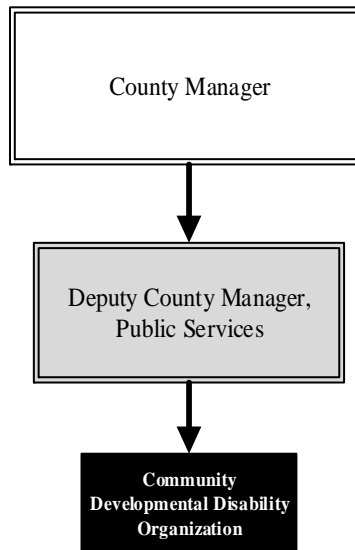 County Manager
Deputy County Manager,
Public Services
Community
Developmental Disability
Organization